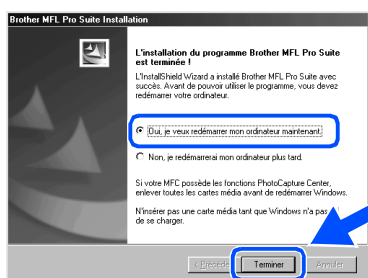 Brother MFL Pro Suite Installation
L'installation du programme Brother MFL Pro Suite
est terminée !
L'InstallShield Wizard a installé Brother MFL Pro Suite avec
succès. Avant de pouvoir utiliser le programme, vous devez
redémarrer votre ordinateur.
Oui, je veux redémarrer mon ordinateur maintenant.
Non, je redémarrerai mon ordinateur plus tard.
Si votre MFC possède les fonctions PhotoCapture Center,
enlever toutes les cartes média avant de redémarrer Windows.
N'insérer pas une carte média tant que Windows n'a pas
de se charger.
Terminer
Annuler